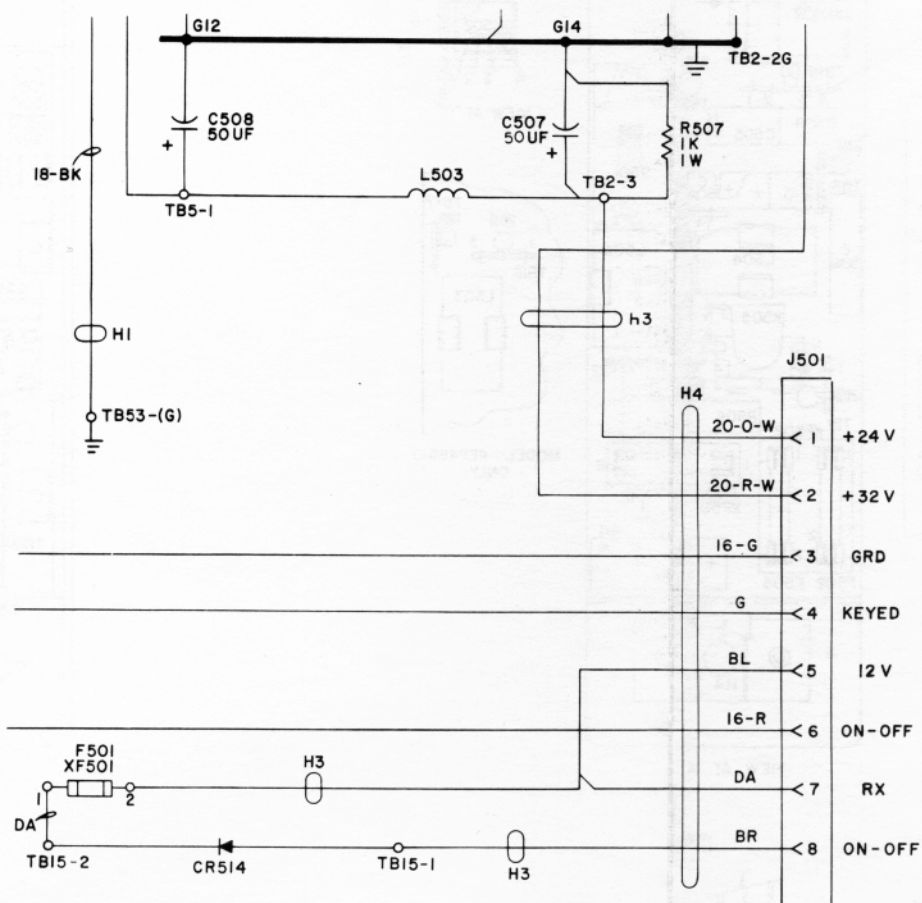 G12
G14
TB2-2G
C508
50UF
+
C507
50UF
+
R507
1K
1W
18-BK
L503
TB2-3
TB5-1
H1
h3
J501
H4
TB53-(G)
20-O-W
1
+24V
20-R-W
2
+32V
16-G
3
GRD
G
4
KEYED
BL
5
12V
16-R
6
ON-OFF
F501
XF501
H3
DA
7
RX
1
2
DA
BR
8
ON-OFF
TB15-2
CR514
TB15-1
H3